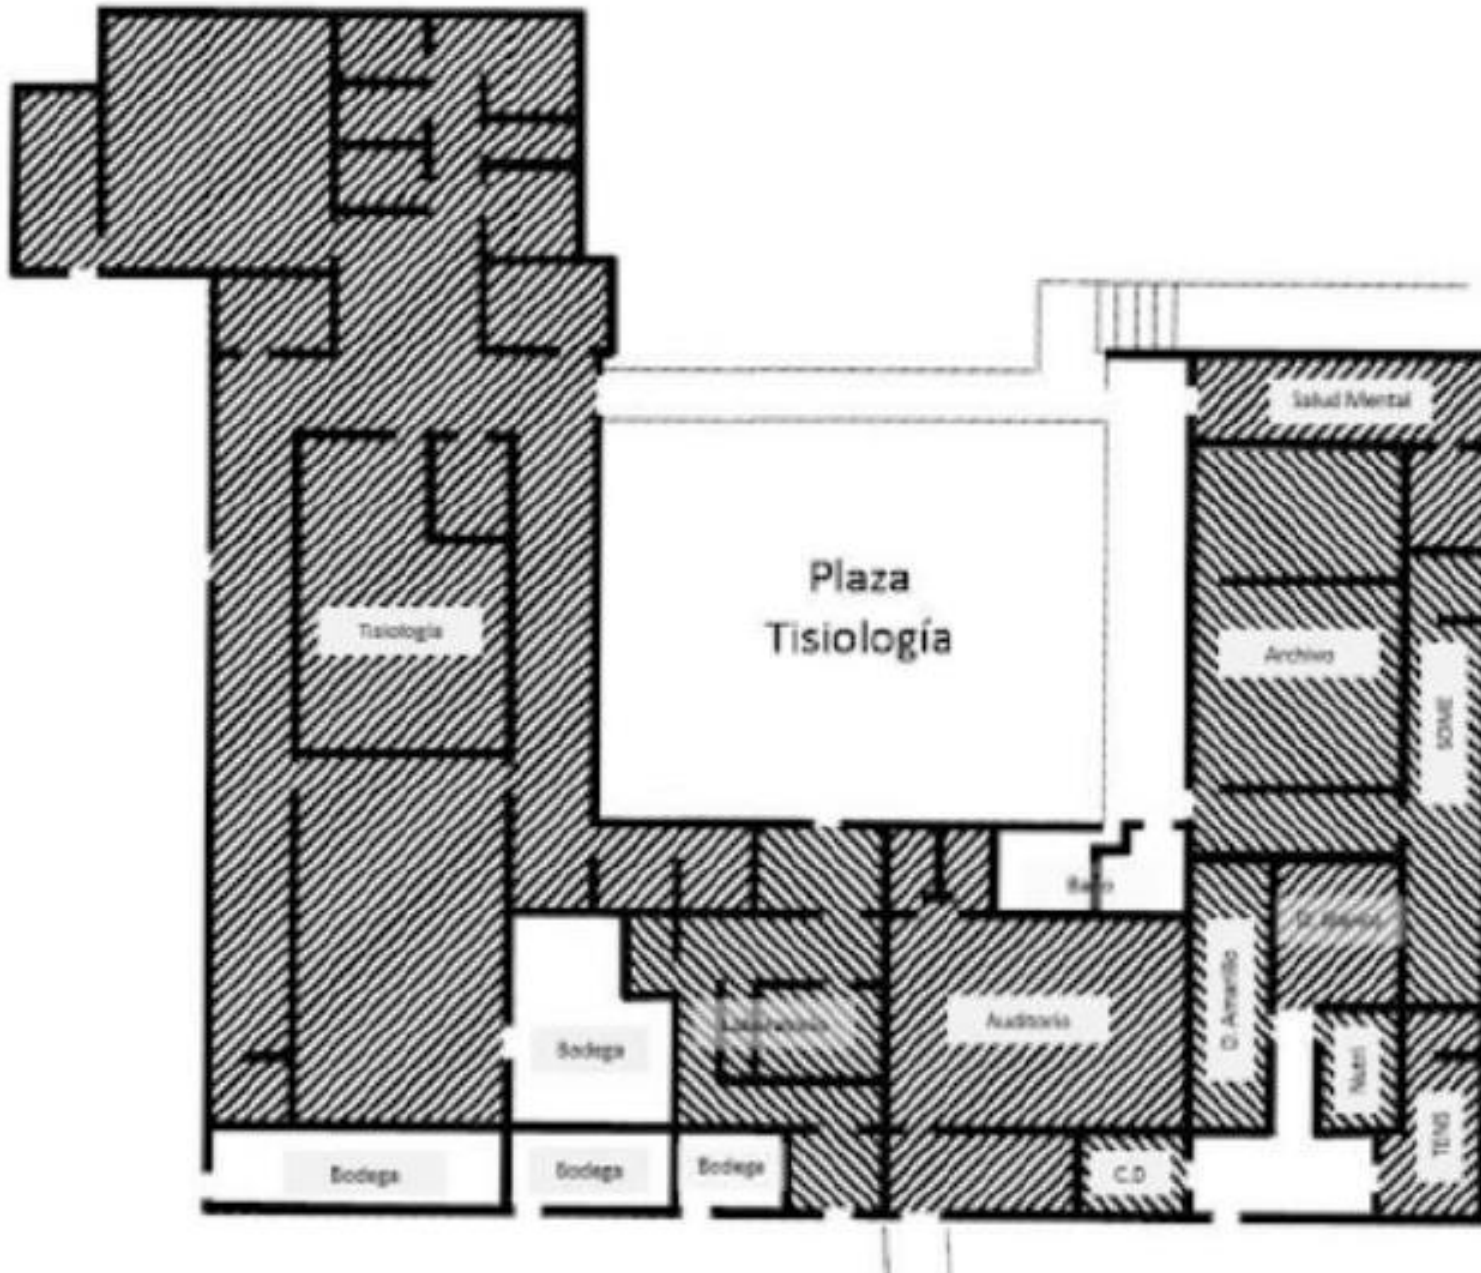 Salud Mental
Plaza
Tisiología
Tisiología
Archivo
SOME
Baño
D. Amarillo
Auditorio
Bodega
Nutri
TENS
Bodega
Bodega
Bodega
C.D